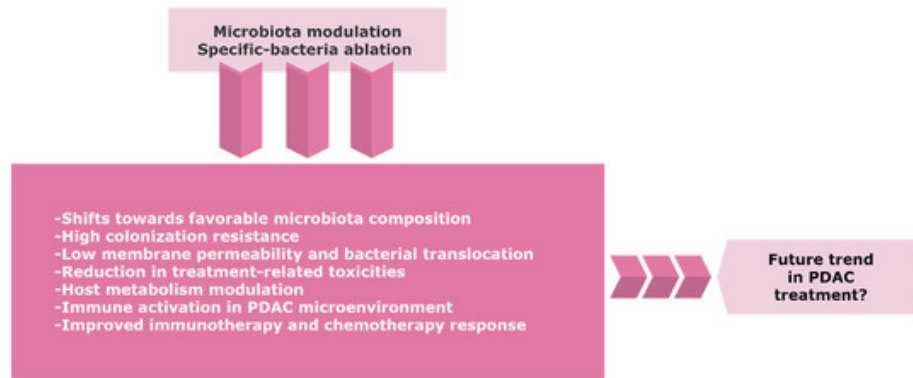 Microbiota modulation
Specific-bacteria ablation
-Shifts towards favorable microbiota composition
-High colonization resistance
-Low membrane permeability and bacterial translocation
-Reduction in treatment-related toxicities
-Host metabolism modulation
-Immune activation in PDAC microenvironment
-Improved immunotherapy and chemotherapy response
Future trend
in PDAC
treatment?